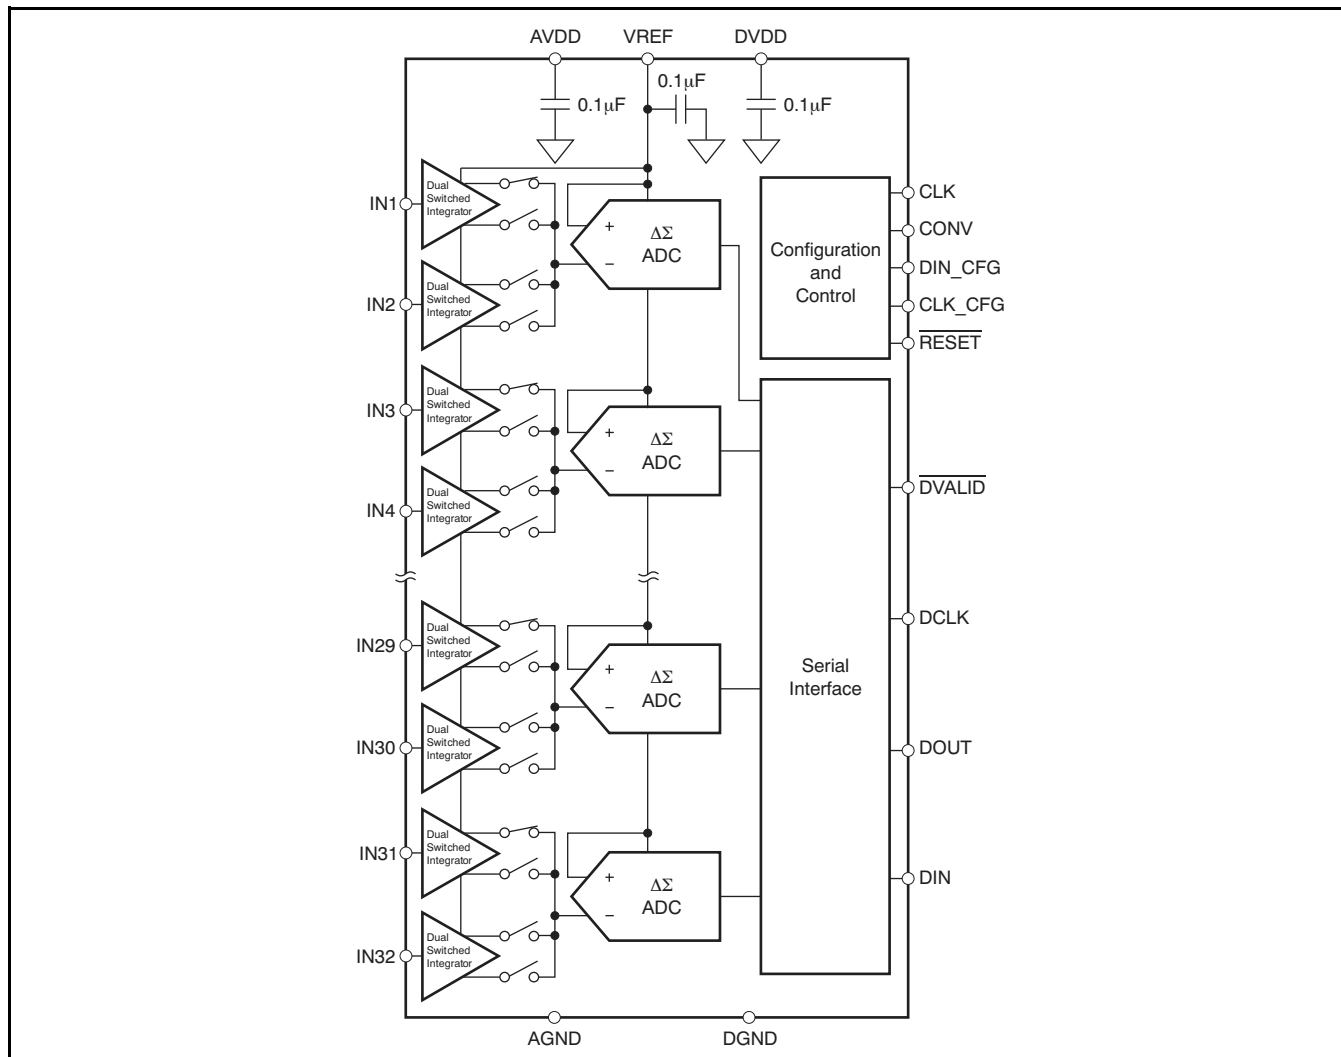 AVDD VREF DVDD
0.1µF
0.1µF 0.1µF
Dual
Switched
Integrator
IN1
+
−
ΔΣ
ADC
Dual
Switched
Integrator
IN2
Configuration
and
Control
CLK
CONV
DIN_CFG
CLK_CFG
RESET
Dual
Switched
Integrator
IN3
+
−
ΔΣ
ADC
Dual
Switched
Integrator
IN4
DVALID
Dual
Switched
Integrator
IN29
+
−
ΔΣ
ADC
Dual
Switched
Integrator
IN30
Serial
Interface
DCLK
DOUT
DIN
Dual
Switched
Integrator
IN31
+
−
ΔΣ
ADC
Dual
Switched
Integrator
IN32
AGND DGND